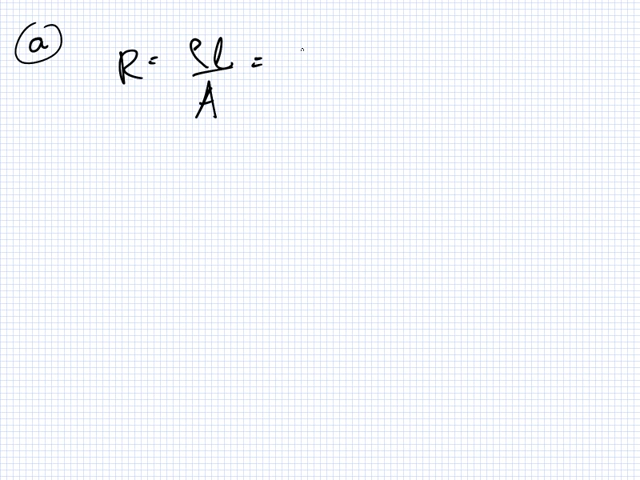 (a) R = ρl/A =